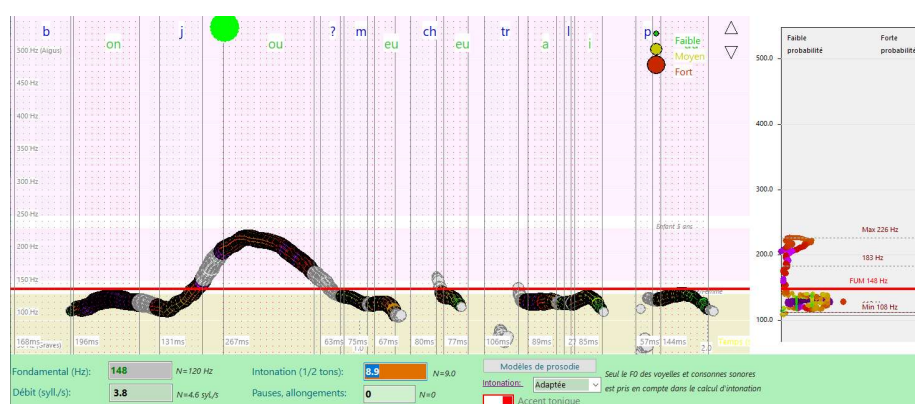 b j ? m ch tr l p
on ou eu eu a i
500 Hz (Aigus)
450 Hz
400 Hz
350 Hz
300 Hz
250 Hz
200 Hz
150 Hz
100 Hz
Faible
Moyen
Fort
Enfant 5 ans
168ms 196ms 131ms 267ms 63ms 75ms 67ms 80ms 77ms 106ms 89ms 85ms 57ms 144ms
1.0 2.0
Faible probabilité
Forte probabilité
500.0
400.0
300.0
200.0
100.0
Max 226 Hz
183 Hz
FUM 148 Hz
Min 108 Hz
Fondamental (Hz): 148 N=120 Hz
Intonation (1/2 tons): 8.9 N=9.0
Débit (syll./s): 3.8 N=4.6 syL/s
Pauses, allongements: 0 N=0
Modèles de prosodie
Intonation: Adaptée
Accent tonique
Seul le F0 des voyelles et consonnes sonores
est pris en compte dans le calcul d'intonation